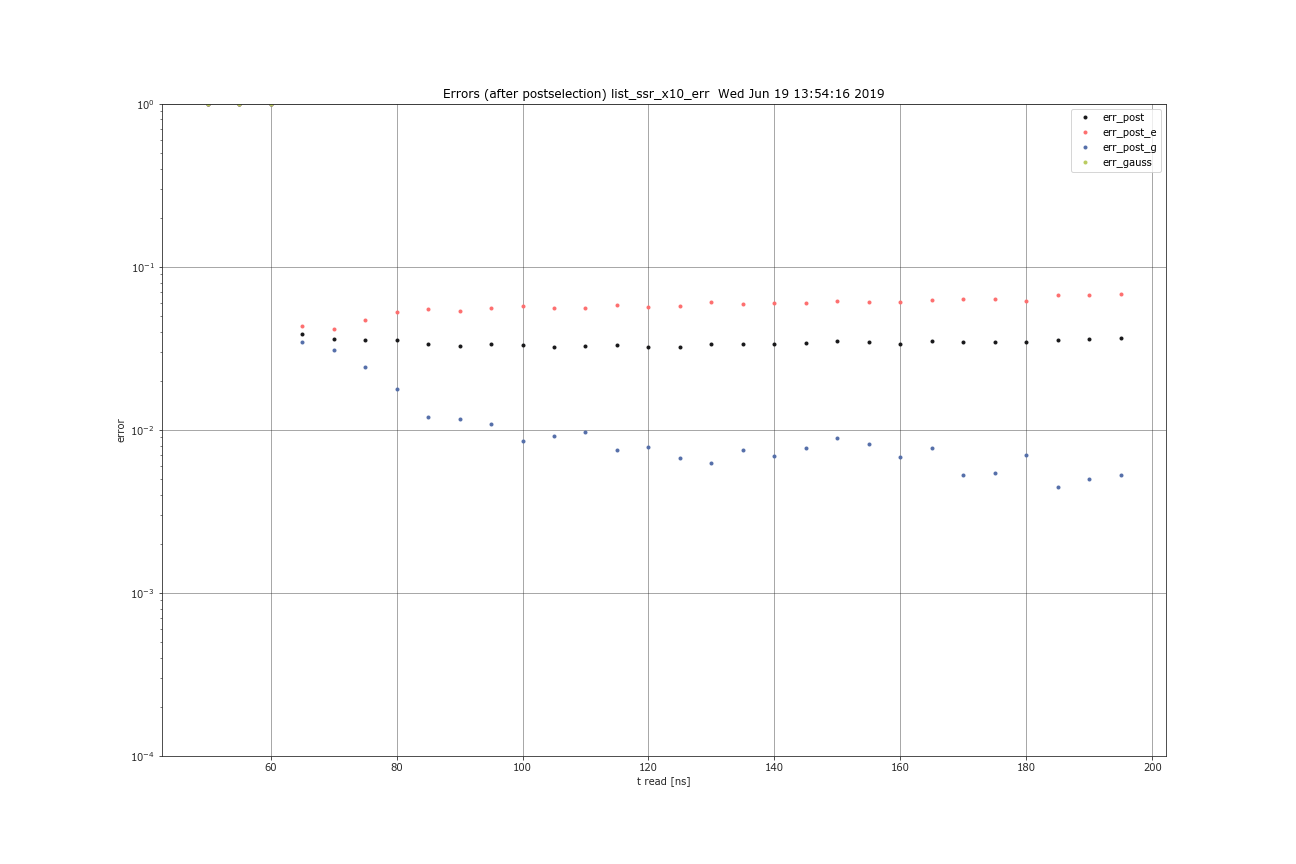 Errors (after postselection) list_ssr_x10_err  Wed Jun 19 13:54:16 2019
10⁰
err_post
err_post_e
err_post_g
err_gauss
10⁻¹
error
10⁻²
10⁻³
10⁻⁴
60 80 100 120 140 160 180 200
t read [ns]